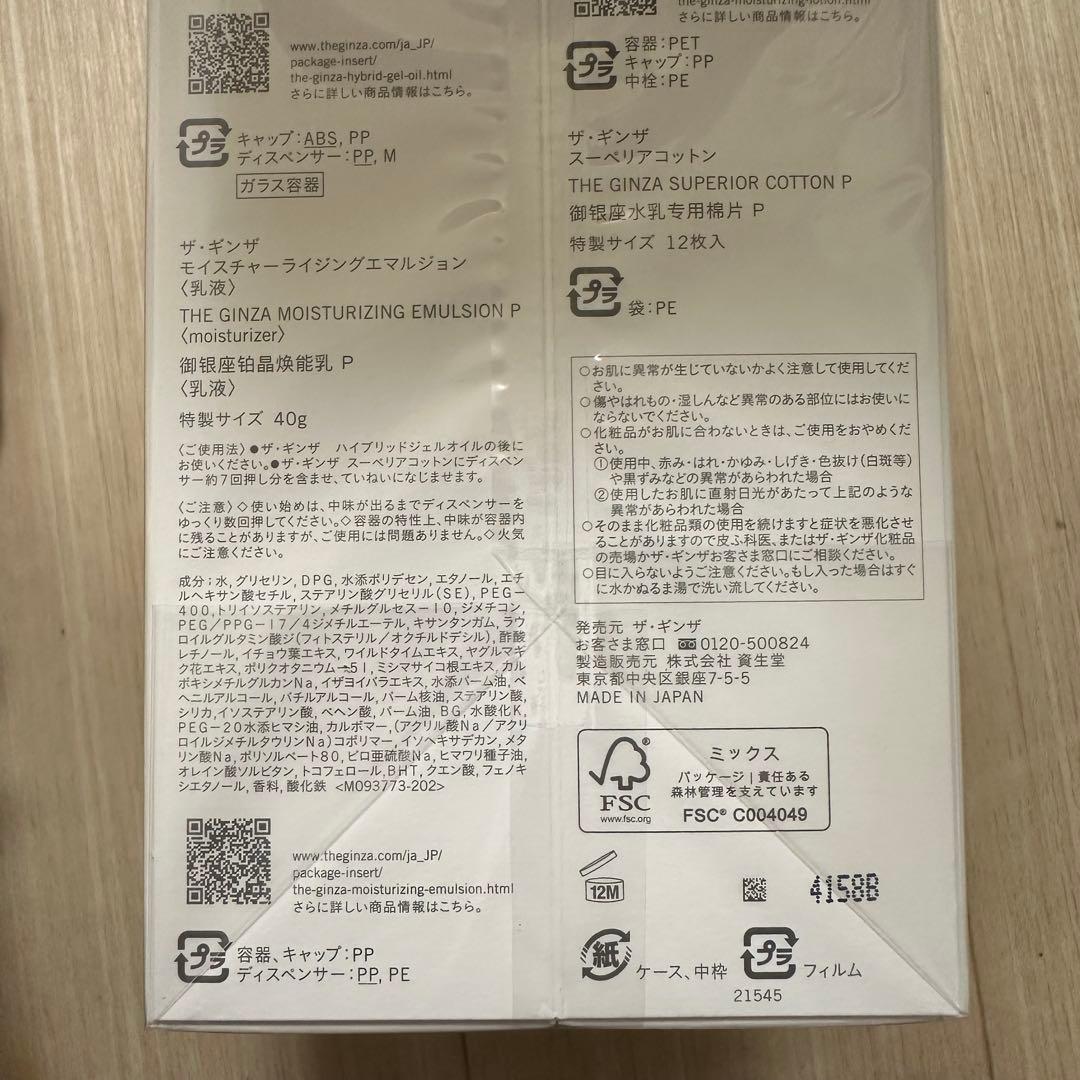 www.theginza.com/ja_JP/
package-insert/
the-ginza-hybrid-gel-oil.html
さらに詳しい商品情報はこちら。
プラ
キャップ：ABS, PP
ディスペンサー：PP, M
ガラス容器
ザ・ギンザ
モイスチャーライジングエマルジョン
〈乳液〉
THE GINZA MOISTURIZING EMULSION P
〈moisturizer〉
御银座铂晶焕能乳 P
〈乳液〉
特製サイズ 40g
〈ご使用法〉●ザ・ギンザ ハイブリッドジェルオイルの後に
お使いください。●ザ・ギンザ スーペリアコットンにディスペン
サー約7回押し分を含ませ、ていねいになじませます。
〈ご注意〉◇使い始めは、中味が出るまでディスペンサーを
ゆっくり数回押してください。◇容器の特性上、中味が容器内
に残ることがありますが、ご使用には問題ありません。◇火気
にご注意ください。
成分：水, グリセリン, DPG, 水添ポリデセン, エタノール, エチ
ルヘキサン酸セチル, ステアリン酸グリセリル(SE), PEG－
400, トリイソステアリン, メチルグルセス－10, ジメチコン,
PEG／PPG－17／4ジメチルエーテル, キサンタンガム, ラウ
ロイルグルタミン酸ジ(フィトステリル／オクチルドデシル), 酢酸
レチノール, イチョウ葉エキス, ワイルドタイムエキス, ヤグルマギ
ク花エキス, ポリクオタニウム－51, ミシマサイコ根エキス, カル
ボキシメチルグルカンNa, イザヨイバラエキス, 水添パーム油, ベ
ヘニルアルコール, バチルアルコール, パーム核油, ステアリン酸,
シリカ, イソステアリン酸, ベヘン酸, パーム油, BG, 水酸化K,
PEG－20水添ヒマシ油, カルボマー, (アクリル酸Na／アクリ
ロイルジメチルタウリンNa)コポリマー, イソヘキサデカン, メタ
リン酸Na, ポリソルベート80, ピロ亜硫酸Na, ヒマワリ種子油,
オレイン酸ソルビタン, トコフェロール, BHT, クエン酸, フェノキ
シエタノール, 香料, 酸化鉄 <M093773-202>
www.theginza.com/ja_JP/
package-insert/
the-ginza-moisturizing-emulsion.html
さらに詳しい商品情報はこちら。
プラ
容器、キャップ：PP
ディスペンサー：PP, PE
the-ginza-moisturizing-lotion.html
さらに詳しい商品情報はこちら。
プラ
容器：PET
キャップ：PP
中栓：PE
ザ・ギンザ
スーペリアコットン
THE GINZA SUPERIOR COTTON P
御银座水乳专用棉片 P
特製サイズ 12枚入
プラ
袋：PE
○お肌に異常が生じていないかよく注意して使用してくだ
さい。
○傷やはれもの・湿しんなど異常のある部位にはお使いに
ならないでください。
○化粧品がお肌に合わないときは、ご使用をおやめくだ
さい。
①使用中、赤み・はれ・かゆみ・しげき・色抜け(白斑等)
や黒ずみなどの異常があらわれた場合
②使用したお肌に直射日光があたって上記のような
異常があらわれた場合
○そのまま化粧品類の使用を続けますと症状を悪化させ
ることがありますので皮ふ科医、またはザ・ギンザ化粧品
の売場かザ・ギンザお客さま窓口にご相談ください。
○目に入らないようご注意ください。もし入った場合はすぐ
に水かぬるま湯で洗い流してください。
発売元 ザ・ギンザ
お客さま窓口 0120-500824
製造販売元 株式会社 資生堂
東京都中央区銀座7-5-5
MADE IN JAPAN
FSC®
www.fsc.org
ミックス
パッケージ｜責任ある
森林管理を支えています
FSC® C004049
12M
4158B
紙
ケース、中枠
プラ
フィルム
21545